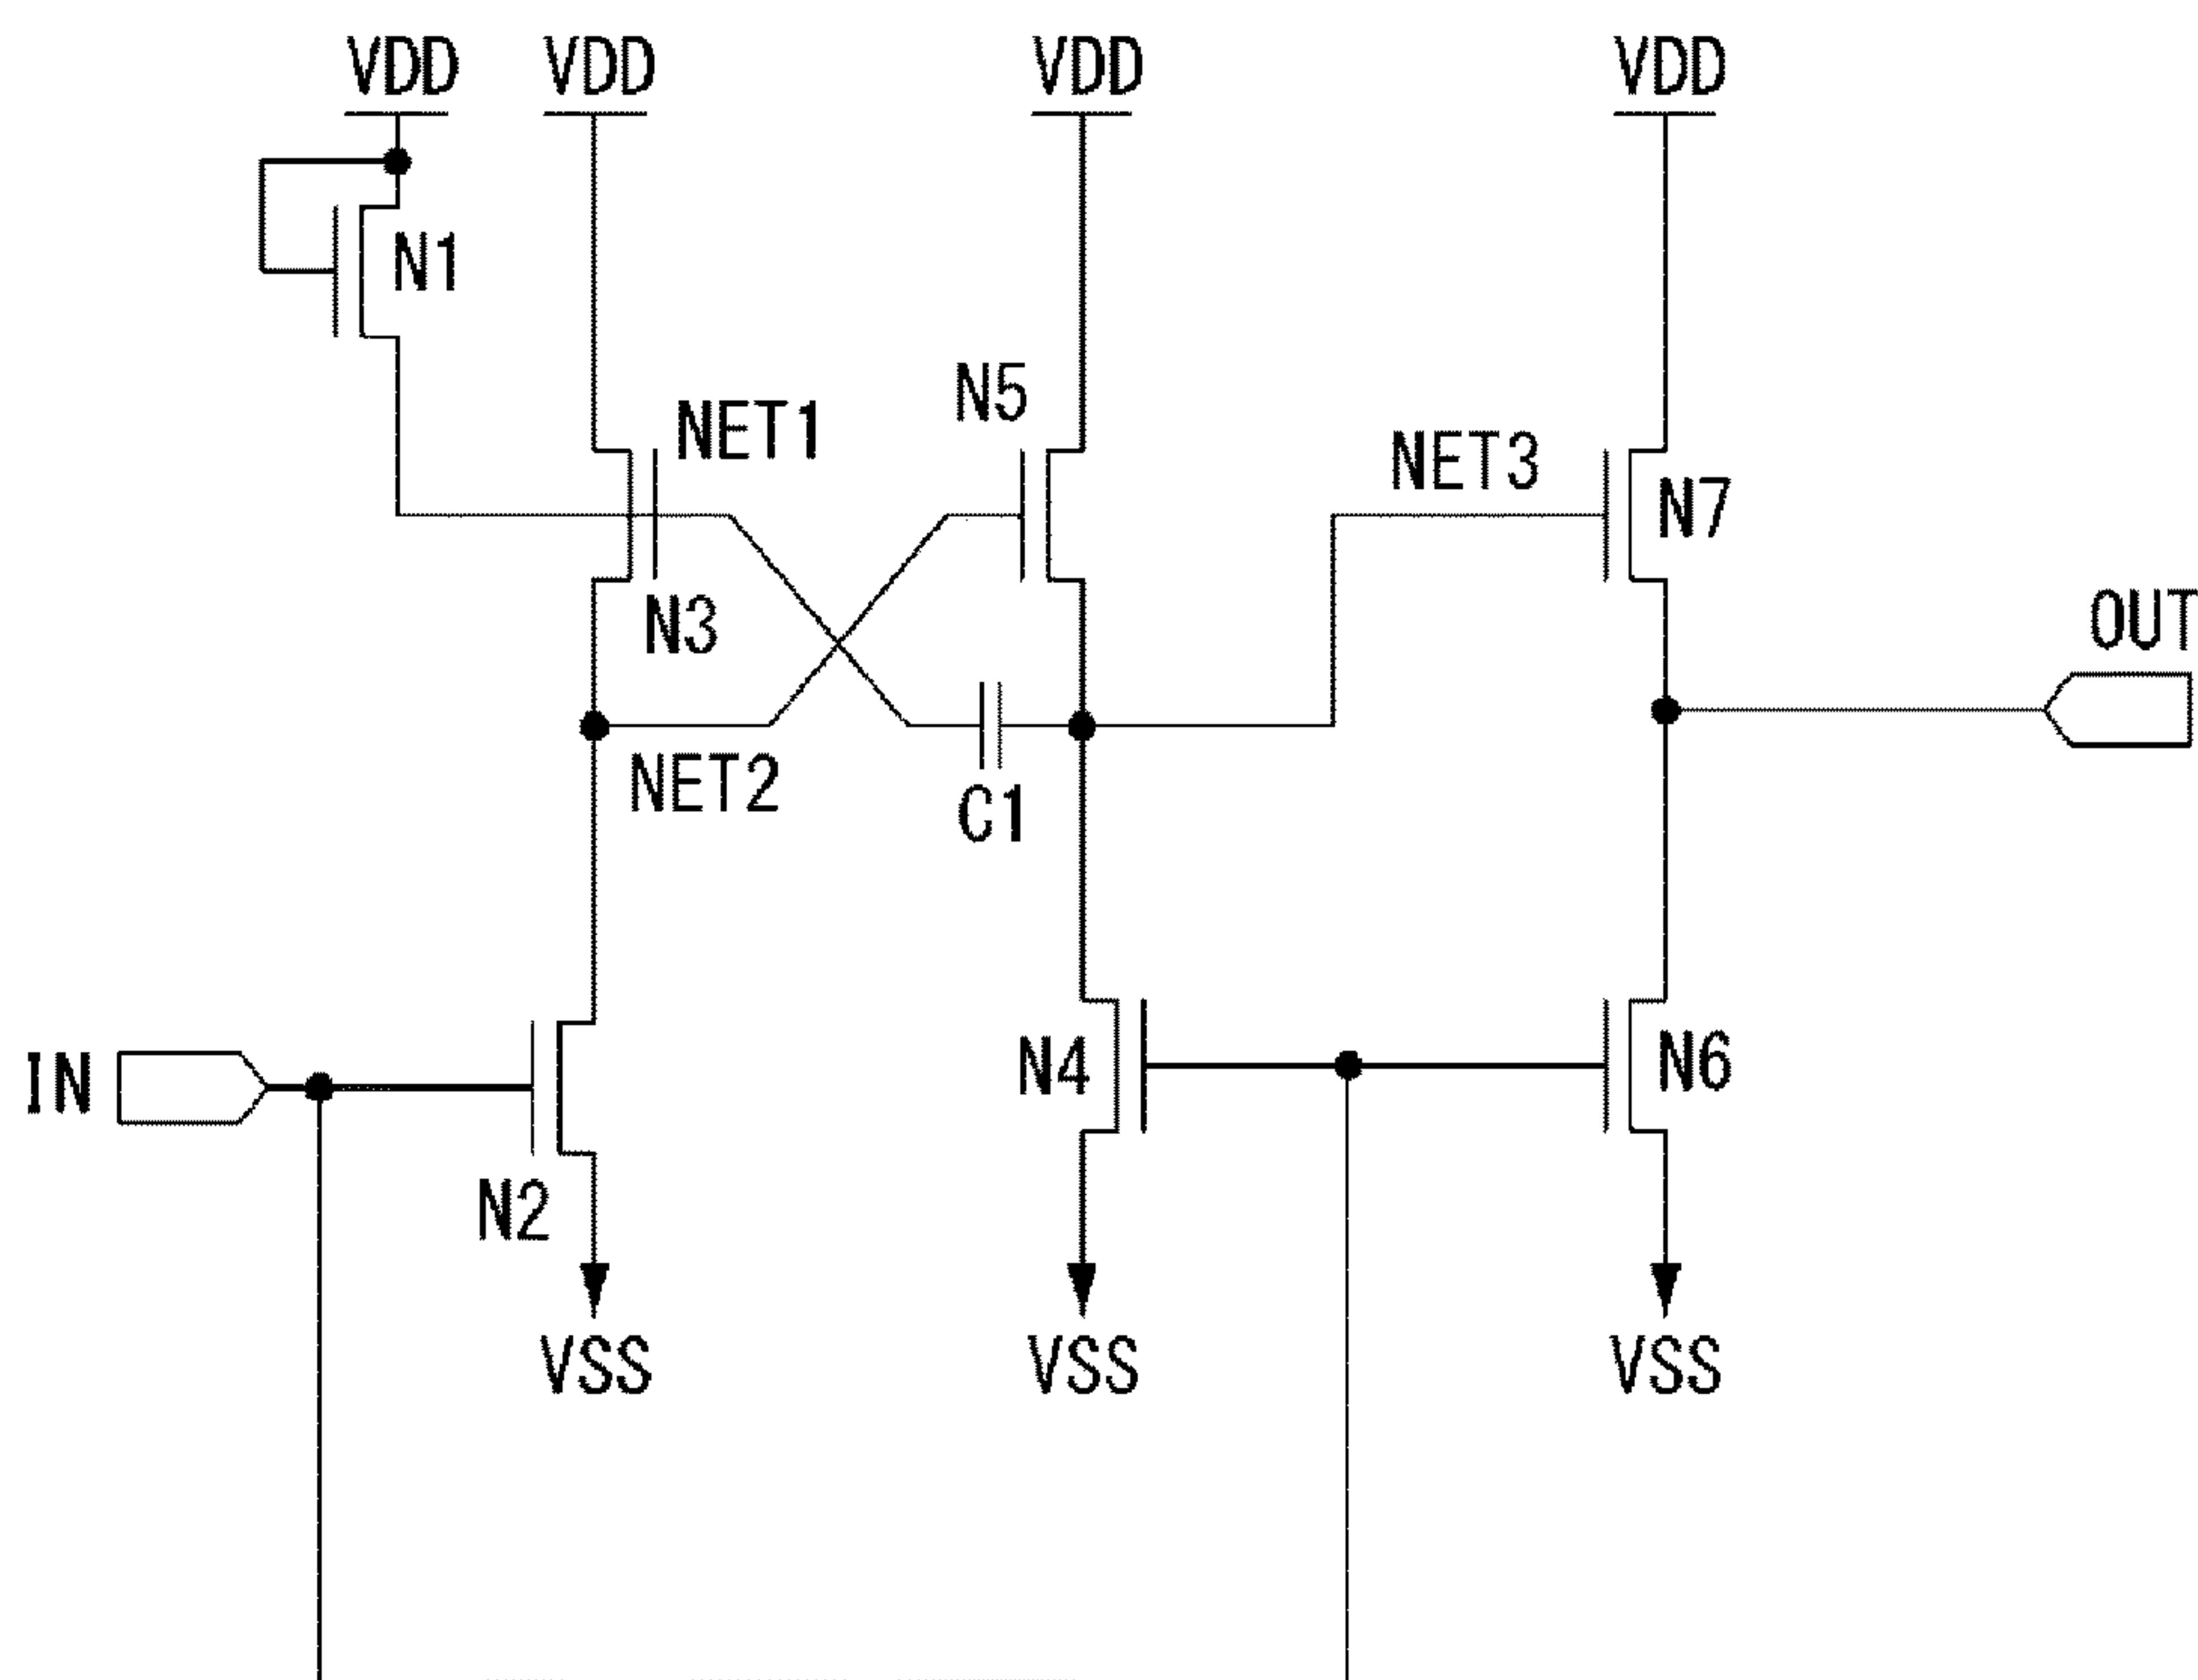 VDD VDD VDD VDD
N1
N5
NET1
NET3
N7
N3
OUT
NET2
C1
N4
N6
IN
N2
VSS VSS VSS